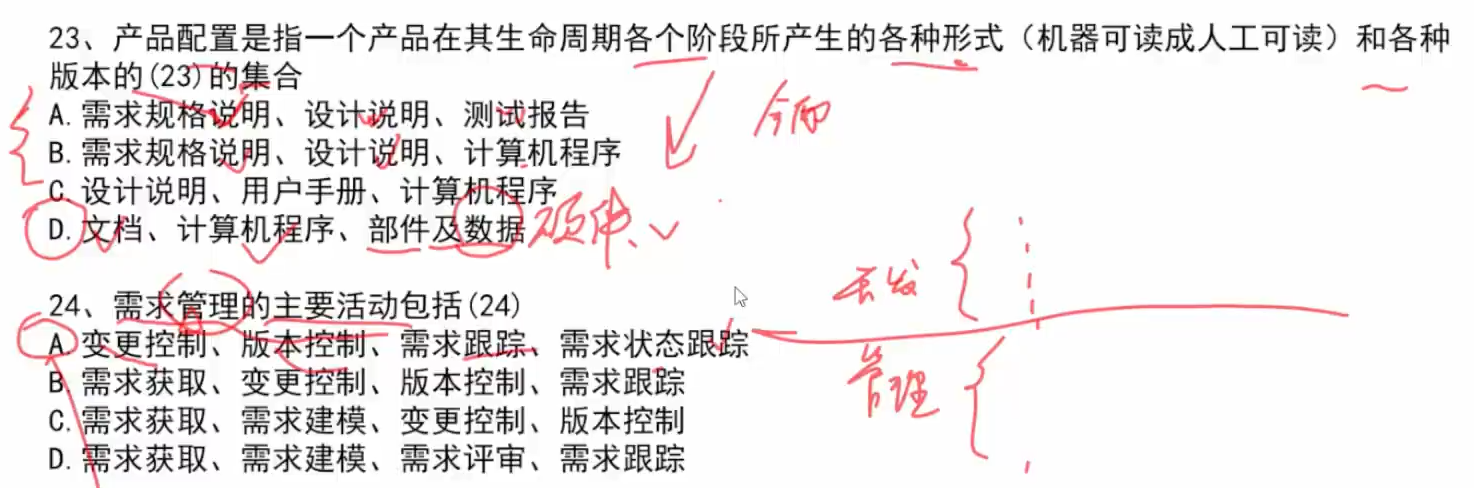 23、产品配置是指一个产品在其生命周期各个阶段所产生的各种形式（机器可读成人工可读）和各种
版本的(23)的集合
A. 需求规格说明、设计说明、测试报告
B. 需求规格说明、设计说明、计算机程序
C. 设计说明、用户手册、计算机程序
D. 文档、计算机程序、部件及数据 硬件、
全面
24、需求管理的主要活动包括(24)
A. 变更控制、版本控制、需求跟踪、需求状态跟踪
B. 需求获取、变更控制、版本控制、需求跟踪
C. 需求获取、需求建模、变更控制、版本控制
D. 需求获取、需求建模、需求评审、需求跟踪
开发
管理